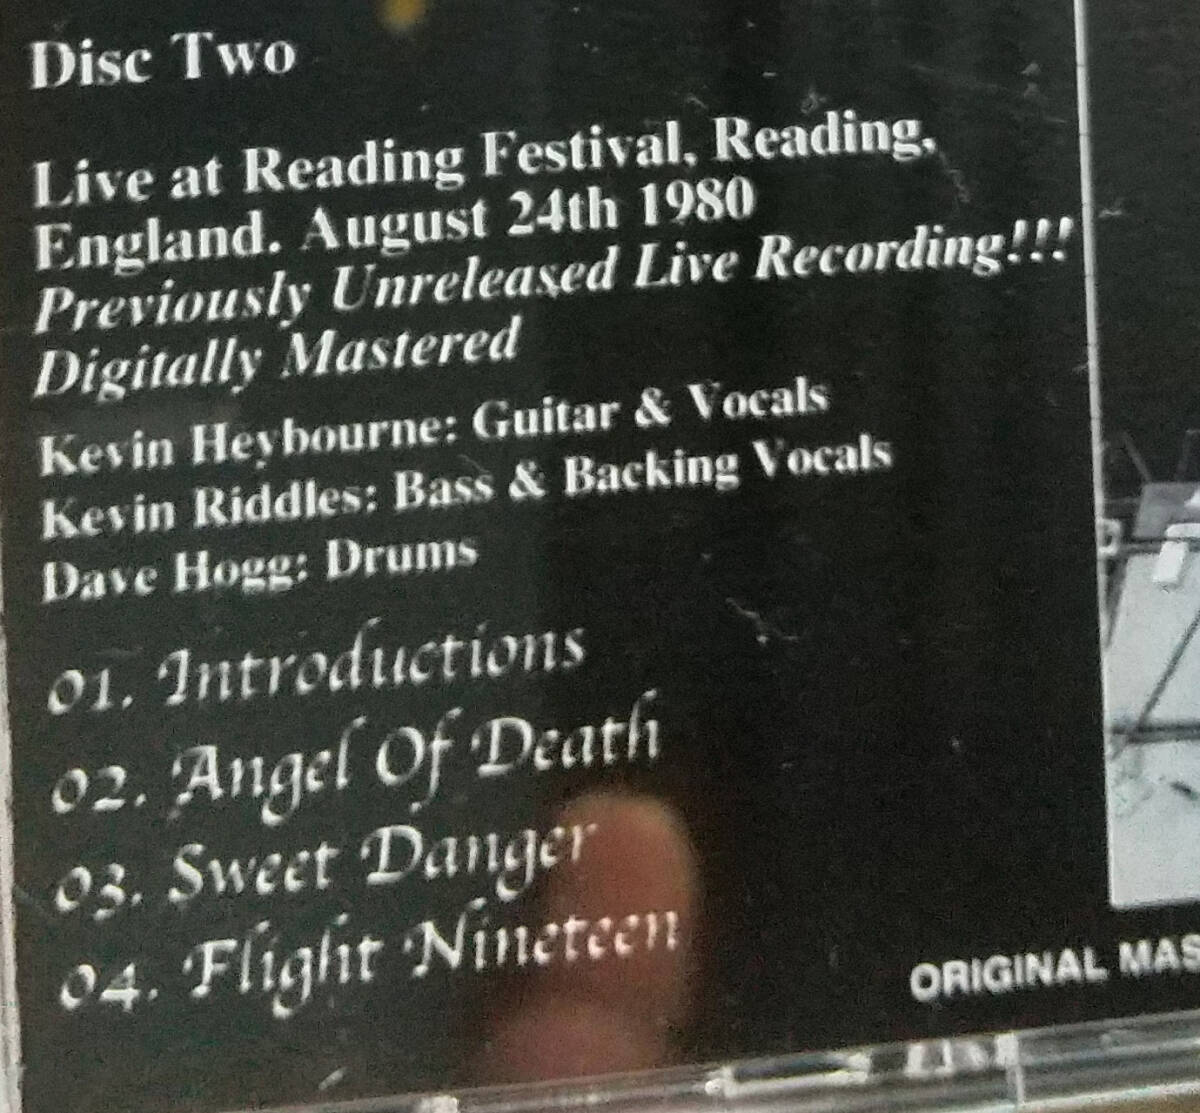 Disc Two
Live at Reading Festival, Reading,
England. August 24th 1980
Previously Unreleased Live Recording!!!
Digitally Mastered
Kevin Heybourne: Guitar & Vocals
Kevin Riddles: Bass & Backing Vocals
Dave Hogg: Drums
01. Introductions
02. Angel Of Death
03. Sweet Danger
04. Flight Nineteen
ORIGINAL MAS